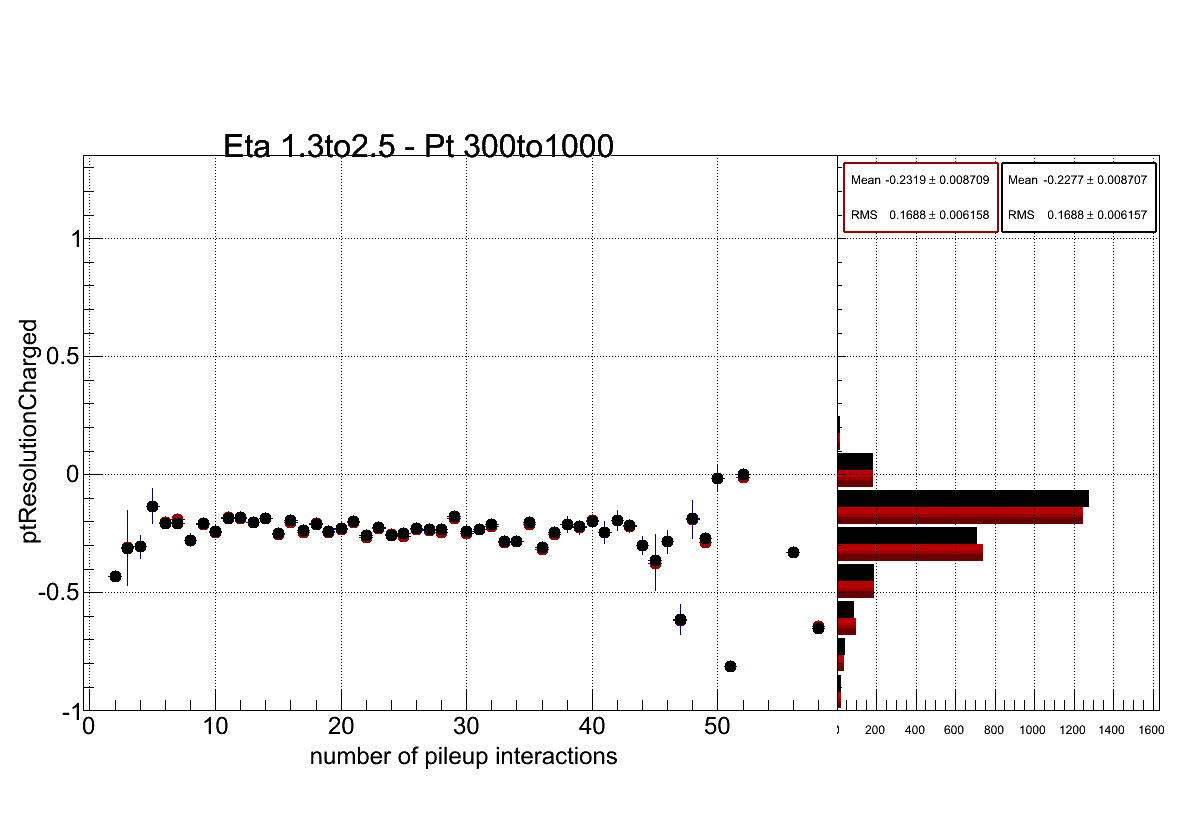 Eta 1.3to2.5 - Pt 300to1000
Mean -0.2319 ± 0.008709
RMS 0.1688 ± 0.006158
Mean -0.2277 ± 0.008707
RMS 0.1688 ± 0.006157
ptResolutionCharged
1
0.5
0
-0.5
-1
0 10 20 30 40 50
200 400 600 800 1000 1200 1400 1600
number of pileup interactions